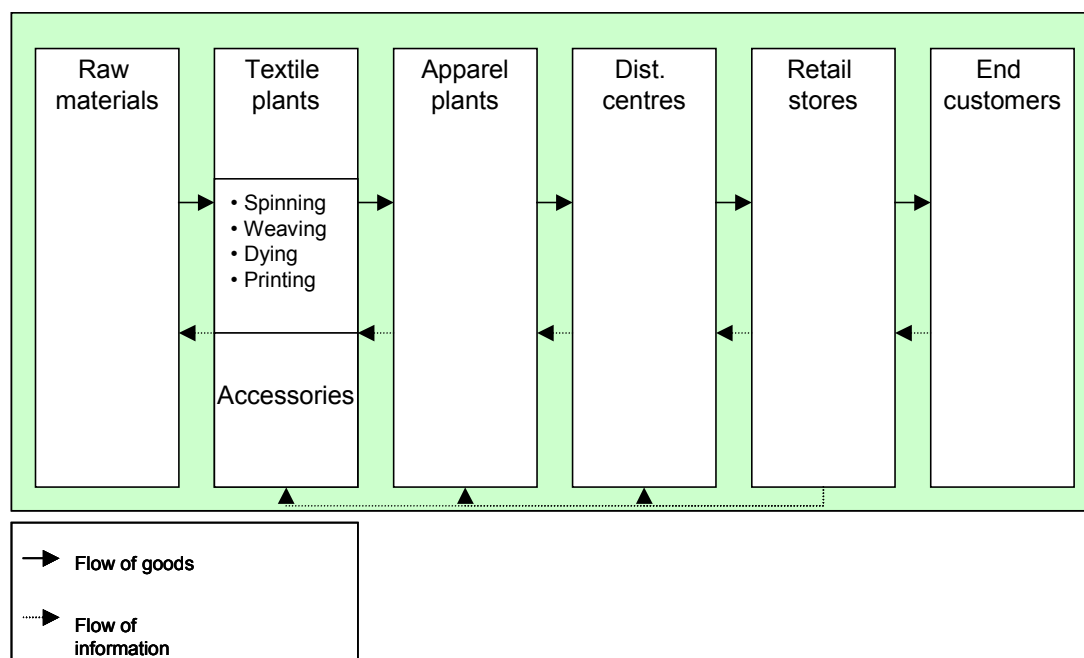 Raw
materials
Textile
plants
• Spinning
• Weaving
• Dying
• Printing
Accessories
Apparel
plants
Dist.
centres
Retail
stores
End
customers
Flow of goods
Flow of
information